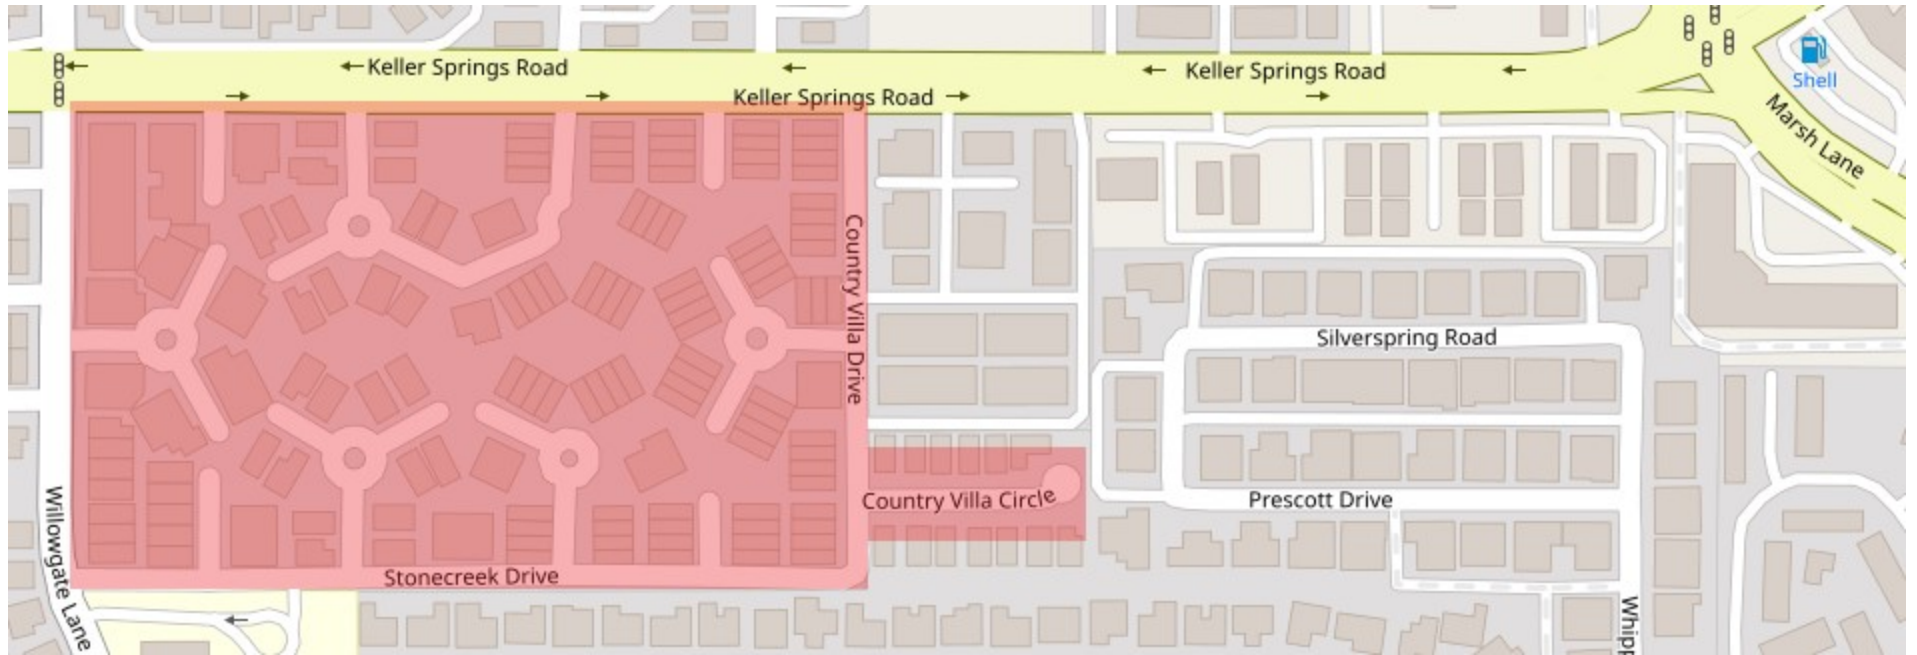 Keller Springs Road
Keller Springs Road
Keller Springs Road
Shell
Marsh Lane
Country Villa Drive
Silverspring Road
Country Villa Circle
Prescott Drive
Willowgate Lane
Stonecreek Drive
Whipp